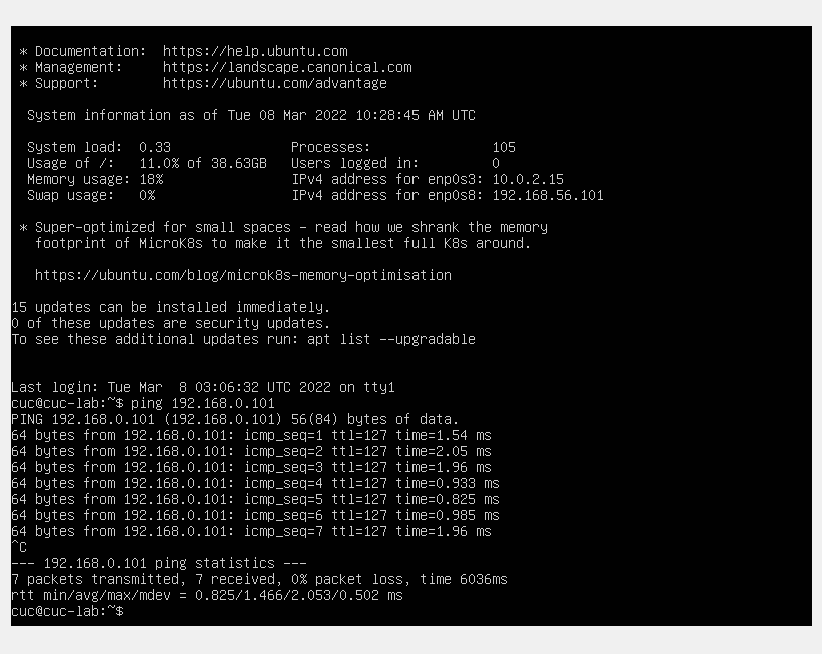 * Documentation:  https://help.ubuntu.com
* Management:     https://landscape.canonical.com
* Support:        https://ubuntu.com/advantage
System information as of Tue 08 Mar 2022 10:28:45 AM UTC
System load:  0.33               Processes:               105
Usage of /:   11.0% of 38.63GB   Users logged in:         0
Memory usage: 18%                IPv4 address for enp0s3: 10.0.2.15
Swap usage:   0%                 IPv4 address for enp0s8: 192.168.56.101
* Super-optimized for small spaces - read how we shrank the memory
footprint of MicroK8s to make it the smallest full K8s around.
https://ubuntu.com/blog/microk8s-memory-optimisation
15 updates can be installed immediately.
0 of these updates are security updates.
To see these additional updates run: apt list --upgradable
Last login: Tue Mar  8 03:06:32 UTC 2022 on tty1
cuc@cuc-lab:~$ ping 192.168.0.101
PING 192.168.0.101 (192.168.0.101) 56(84) bytes of data.
64 bytes from 192.168.0.101: icmp_seq=1 ttl=127 time=1.54 ms
64 bytes from 192.168.0.101: icmp_seq=2 ttl=127 time=2.05 ms
64 bytes from 192.168.0.101: icmp_seq=3 ttl=127 time=1.96 ms
64 bytes from 192.168.0.101: icmp_seq=4 ttl=127 time=0.933 ms
64 bytes from 192.168.0.101: icmp_seq=5 ttl=127 time=0.825 ms
64 bytes from 192.168.0.101: icmp_seq=6 ttl=127 time=0.985 ms
64 bytes from 192.168.0.101: icmp_seq=7 ttl=127 time=1.96 ms
^C
--- 192.168.0.101 ping statistics ---
7 packets transmitted, 7 received, 0% packet loss, time 6036ms
rtt min/avg/max/mdev = 0.825/1.466/2.053/0.502 ms
cuc@cuc-lab:~$